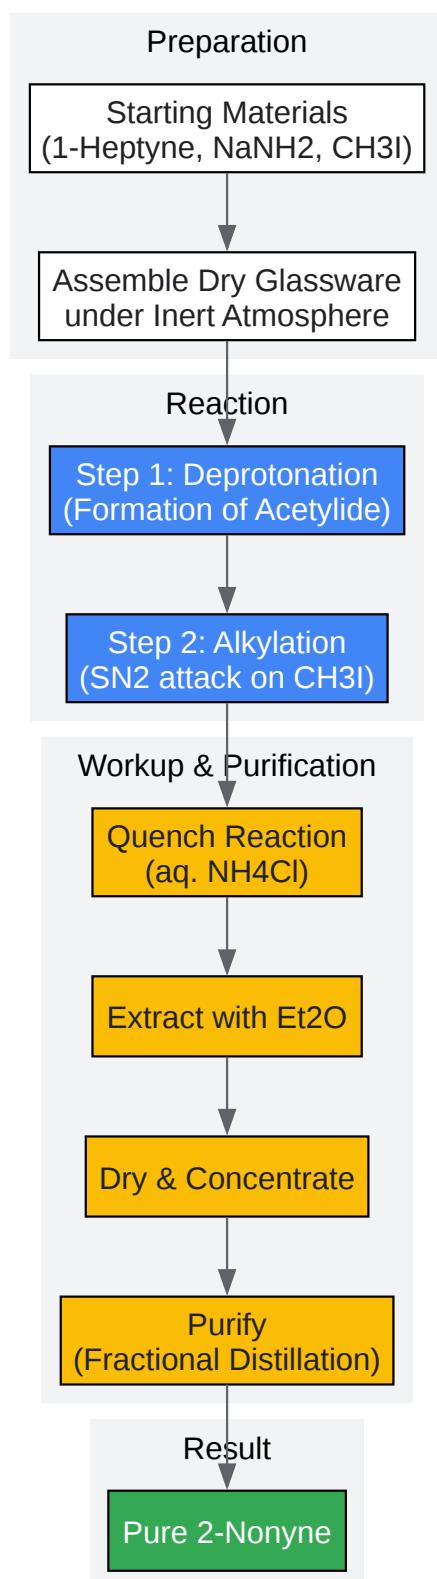 Preparation
Starting Materials
(1-Heptyne, NaNH2, CH3I)
Assemble Dry Glassware
under Inert Atmosphere
Reaction
Step 1: Deprotonation
(Formation of Acetylide)
Step 2: Alkylation
(SN2 attack on CH3I)
Workup & Purification
Quench Reaction
(aq. NH4Cl)
Extract with Et2O
Dry & Concentrate
Purify
(Fractional Distillation)
Result
Pure 2-Nonyne